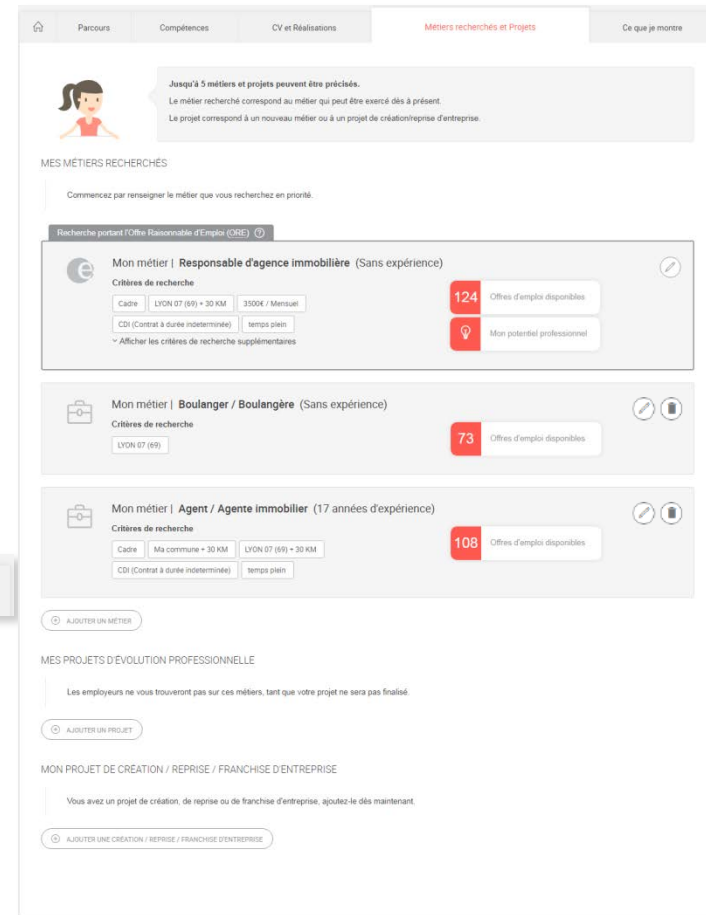 Parcours Compétences CV et Réalisations Métiers recherchés et Projets Ce que je montre
Jusqu'à 5 métiers et projets peuvent être précisés.
Le métier recherché correspond au métier qui peut être exercé dès à présent.
Le projet correspond à un nouveau métier ou à un projet de création/reprise d'entreprise.
MES MÉTIERS RECHERCHÉS
Commencez par renseigner le métier que vous recherchez en priorité.
Recherche portant l'Offre Raisonnable d'Emploi (ORE) ?
Mon métier | Responsable d'agence immobilière (Sans expérience)
Critères de recherche
Cadre LYON 07 (69) + 30 KM 3500€ / Mensuel
CDI (Contrat à durée indeterminée) temps plein
Afficher les critères de recherche supplémentaires
124 Offres d'emploi disponibles
Mon potentiel professionnel
Mon métier | Boulanger / Boulangère (Sans expérience)
Critères de recherche
LYON 07 (69)
73 Offres d'emploi disponibles
Mon métier | Agent / Agente immobilier (17 années d'expérience)
Critères de recherche
Cadre Ma commune + 30 KM LYON 07 (69) + 30 KM
CDI (Contrat à durée indeterminée) temps plein
108 Offres d'emploi disponibles
AJOUTER UN MÉTIER
MES PROJETS D'ÉVOLUTION PROFESSIONNELLE
Les employeurs ne vous trouveront pas sur ces métiers, tant que votre projet ne sera pas finalisé.
AJOUTER UN PROJET
MON PROJET DE CRÉATION / REPRISE / FRANCHISE D'ENTREPRISE
Vous avez un projet de création, de reprise ou de franchise d'entreprise, ajoutez-le dès maintenant.
AJOUTER UNE CRÉATION / REPRISE / FRANCHISE D'ENTREPRISE